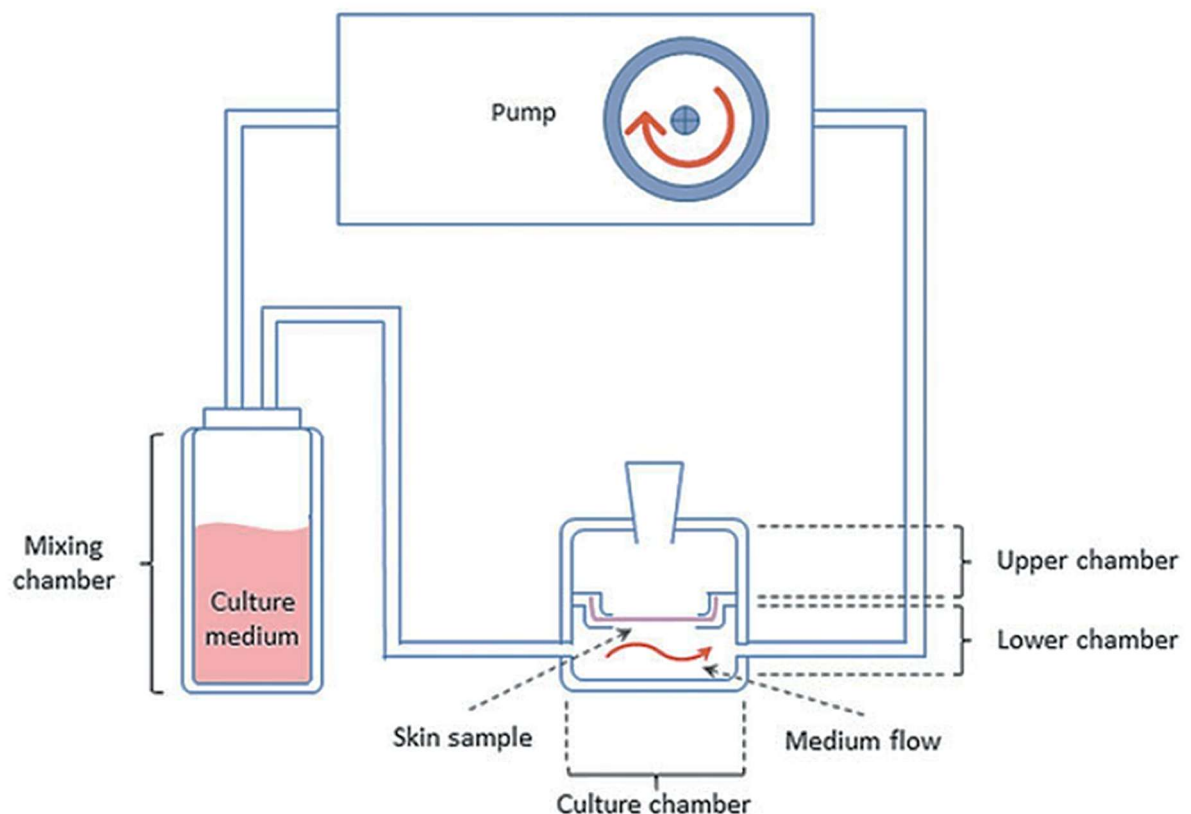 Pump
Mixing
chamber
Culture
medium
Upper chamber
Lower chamber
Skin sample
Medium flow
Culture chamber